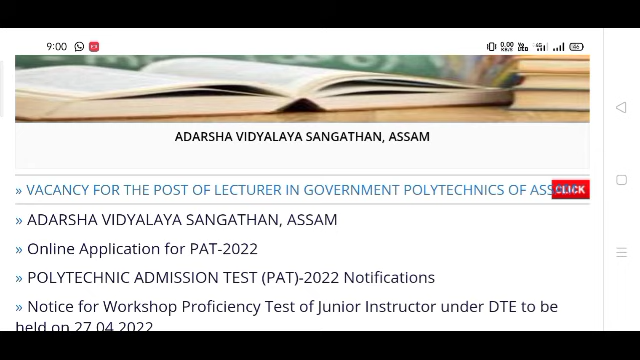 9:00
ADARSHA VIDYALAYA SANGATHAN, ASSAM
» VACANCY FOR THE POST OF LECTURER IN GOVERNMENT POLYTECHNICS OF
CLICK
» ADARSHA VIDYALAYA SANGATHAN, ASSAM
» Online Application for PAT-2022
» POLYTECHNIC ADMISSION TEST (PAT)-2022 Notifications
» Notice for Workshop Proficiency Test of Junior Instructor under DTE to be
held on 27.04.2022